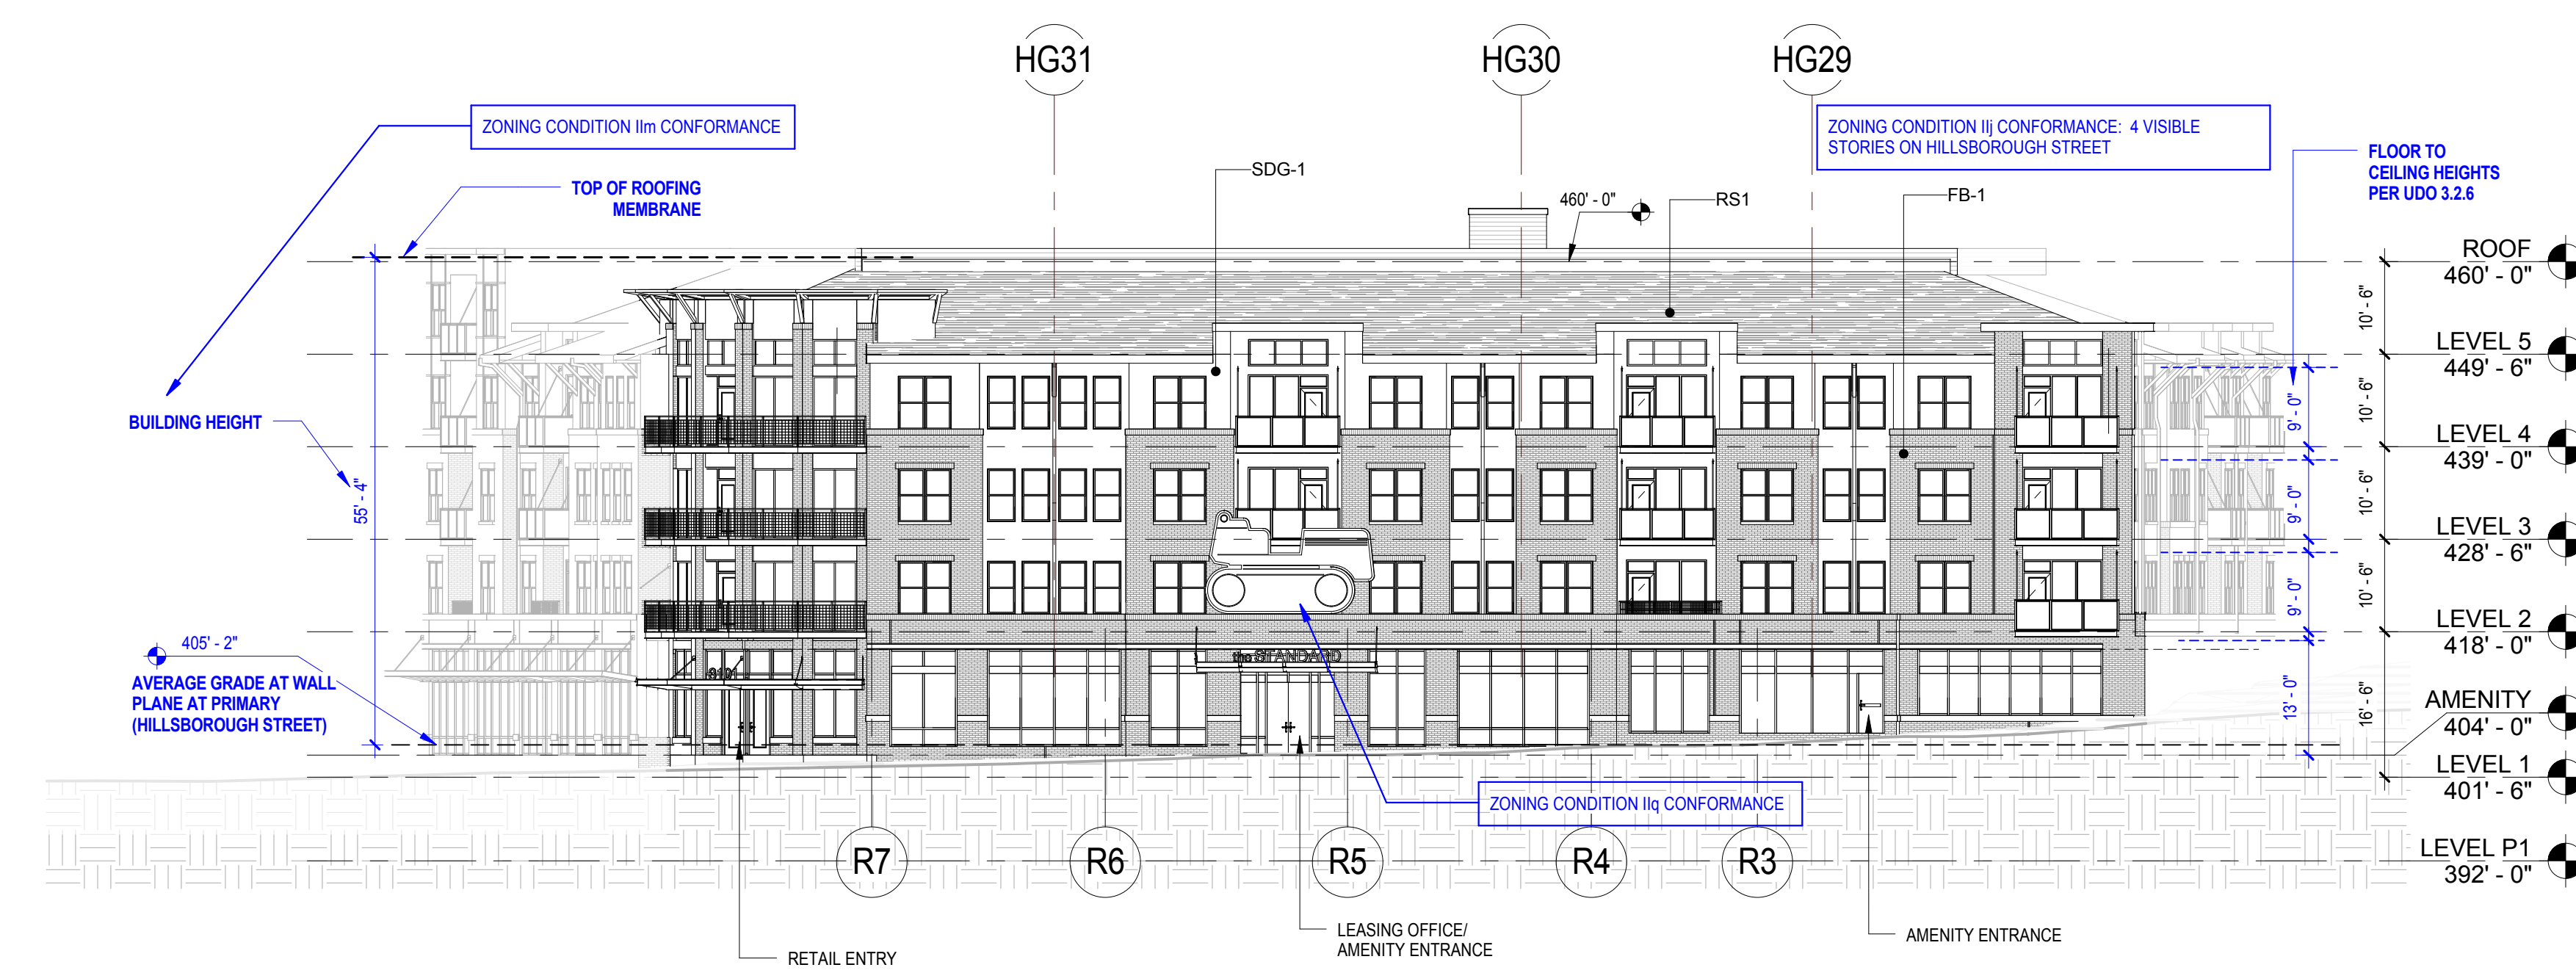 HG31
HG30
HG29
ZONING CONDITION IIm CONFORMANCE
ZONING CONDITION IIj CONFORMANCE: 4 VISIBLE
STORIES ON HILLSBOROUGH STREET
FLOOR TO
CEILING HEIGHTS
PER UDO 3.2.6
TOP OF ROOFING
MEMBRANE
SDG-1
460' - 0"
RS1
FB-1
ROOF
460' - 0"
10' - 6"
LEVEL 5
449' - 6"
10' - 6"
9' - 0"
LEVEL 4
439' - 0"
10' - 6"
9' - 0"
LEVEL 3
428' - 6"
10' - 6"
9' - 0"
LEVEL 2
418' - 0"
16' - 6"
13' - 0"
AMENITY
404' - 0"
LEVEL 1
401' - 6"
LEVEL P1
392' - 0"
BUILDING HEIGHT
55' - 4"
405' - 2"
AVERAGE GRADE AT WALL
PLANE AT PRIMARY
(HILLSBOROUGH STREET)
the STANDARD
3101
ZONING CONDITION IIq CONFORMANCE
R7
R6
R5
R4
R3
RETAIL ENTRY
LEASING OFFICE/
AMENITY ENTRANCE
AMENITY ENTRANCE